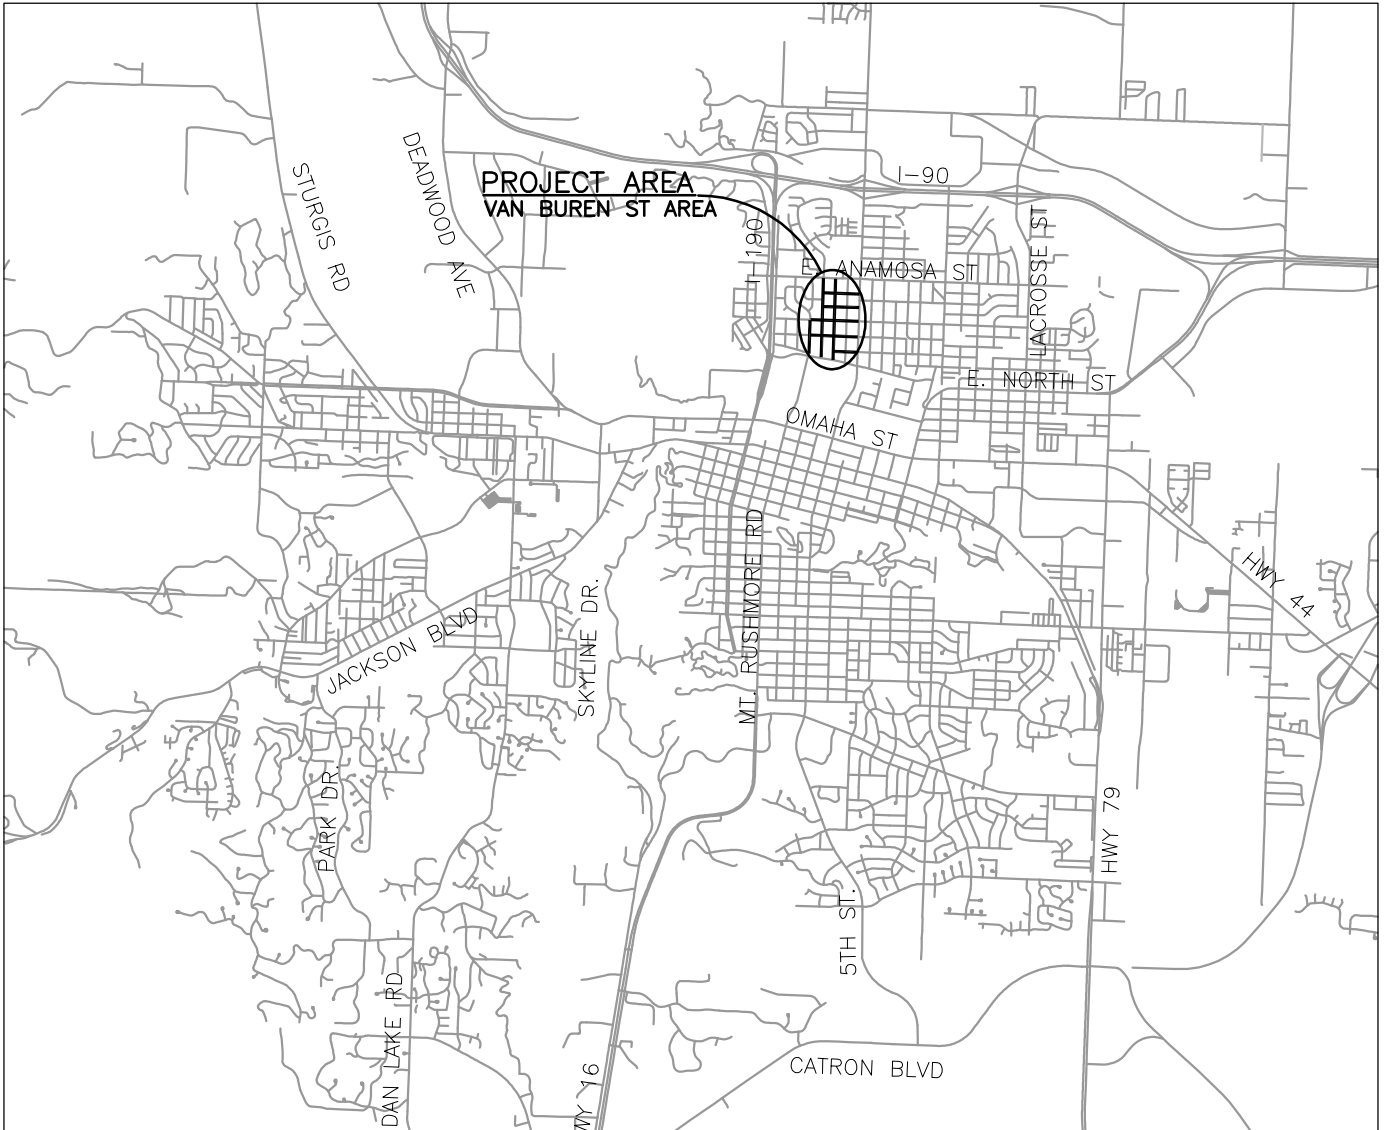 I-90
DEADWOOD AVE
STURGIS RD
PROJECT AREA
VAN BUREN ST AREA
I-190
LACROSSE ST
ANAMOSA ST
E. NORTH ST
OMAHA ST
MT. RUSHMORE RD
HWY 44
SKYLINE DR.
JACKSON BLVD
PARK DR.
HWY 79
5TH ST.
DAN LAKE RD
WY 16
CATRON BLVD